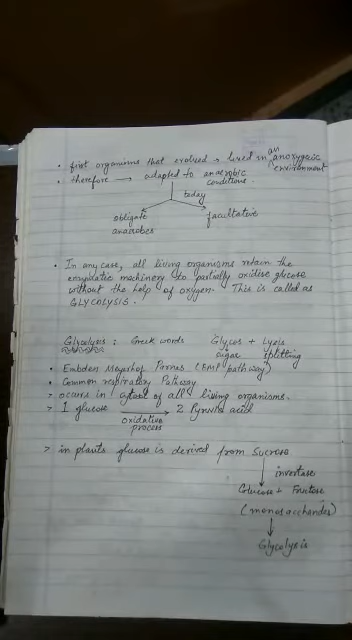 • first organisms that evolved → lived in an anoxygenic environment
• therefore → adapted to anaerobic conditions.
today
obligate anaerobes
facultative
• In any case, all living organisms retain the
enzymatic machinery to partially oxidise glucose
without the help of oxygen. This is called as
GLYCOLYSIS.
Glycolysis : Greek words Glycos + Lysis
splitting
• Embden Meyerhof Parnas (EMP pathway)
• Common respiratory Pathway
> occurs in cytosol of all living organisms.
> 1 glucose → 2 Pyruvic acid
oxidative process
> in plants glucose is derived from Sucrose
↓ invertase
Glucose + Fructose
(monosaccharides)
↓
Glycolysis